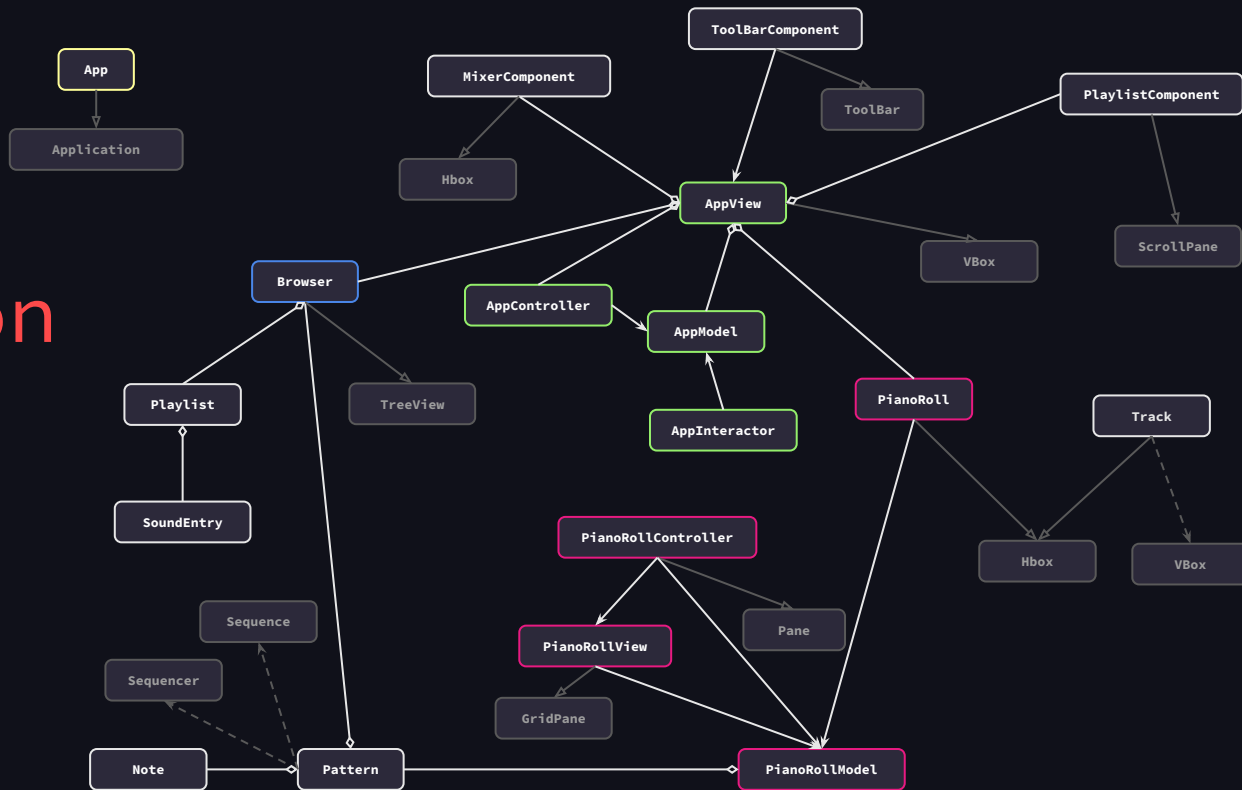 ToolBarComponent
App
MixerComponent
PlaylistComponent
ToolBar
Application
Hbox
AppView
ScrollPane
VBox
Browser
AppController
on
AppModel
Playlist
TreeView
PianoRoll
Track
AppInteractor
SoundEntry
PianoRollController
Hbox
VBox
Sequence
Pane
PianoRollView
Sequencer
GridPane
Note
Pattern
PianoRollModel